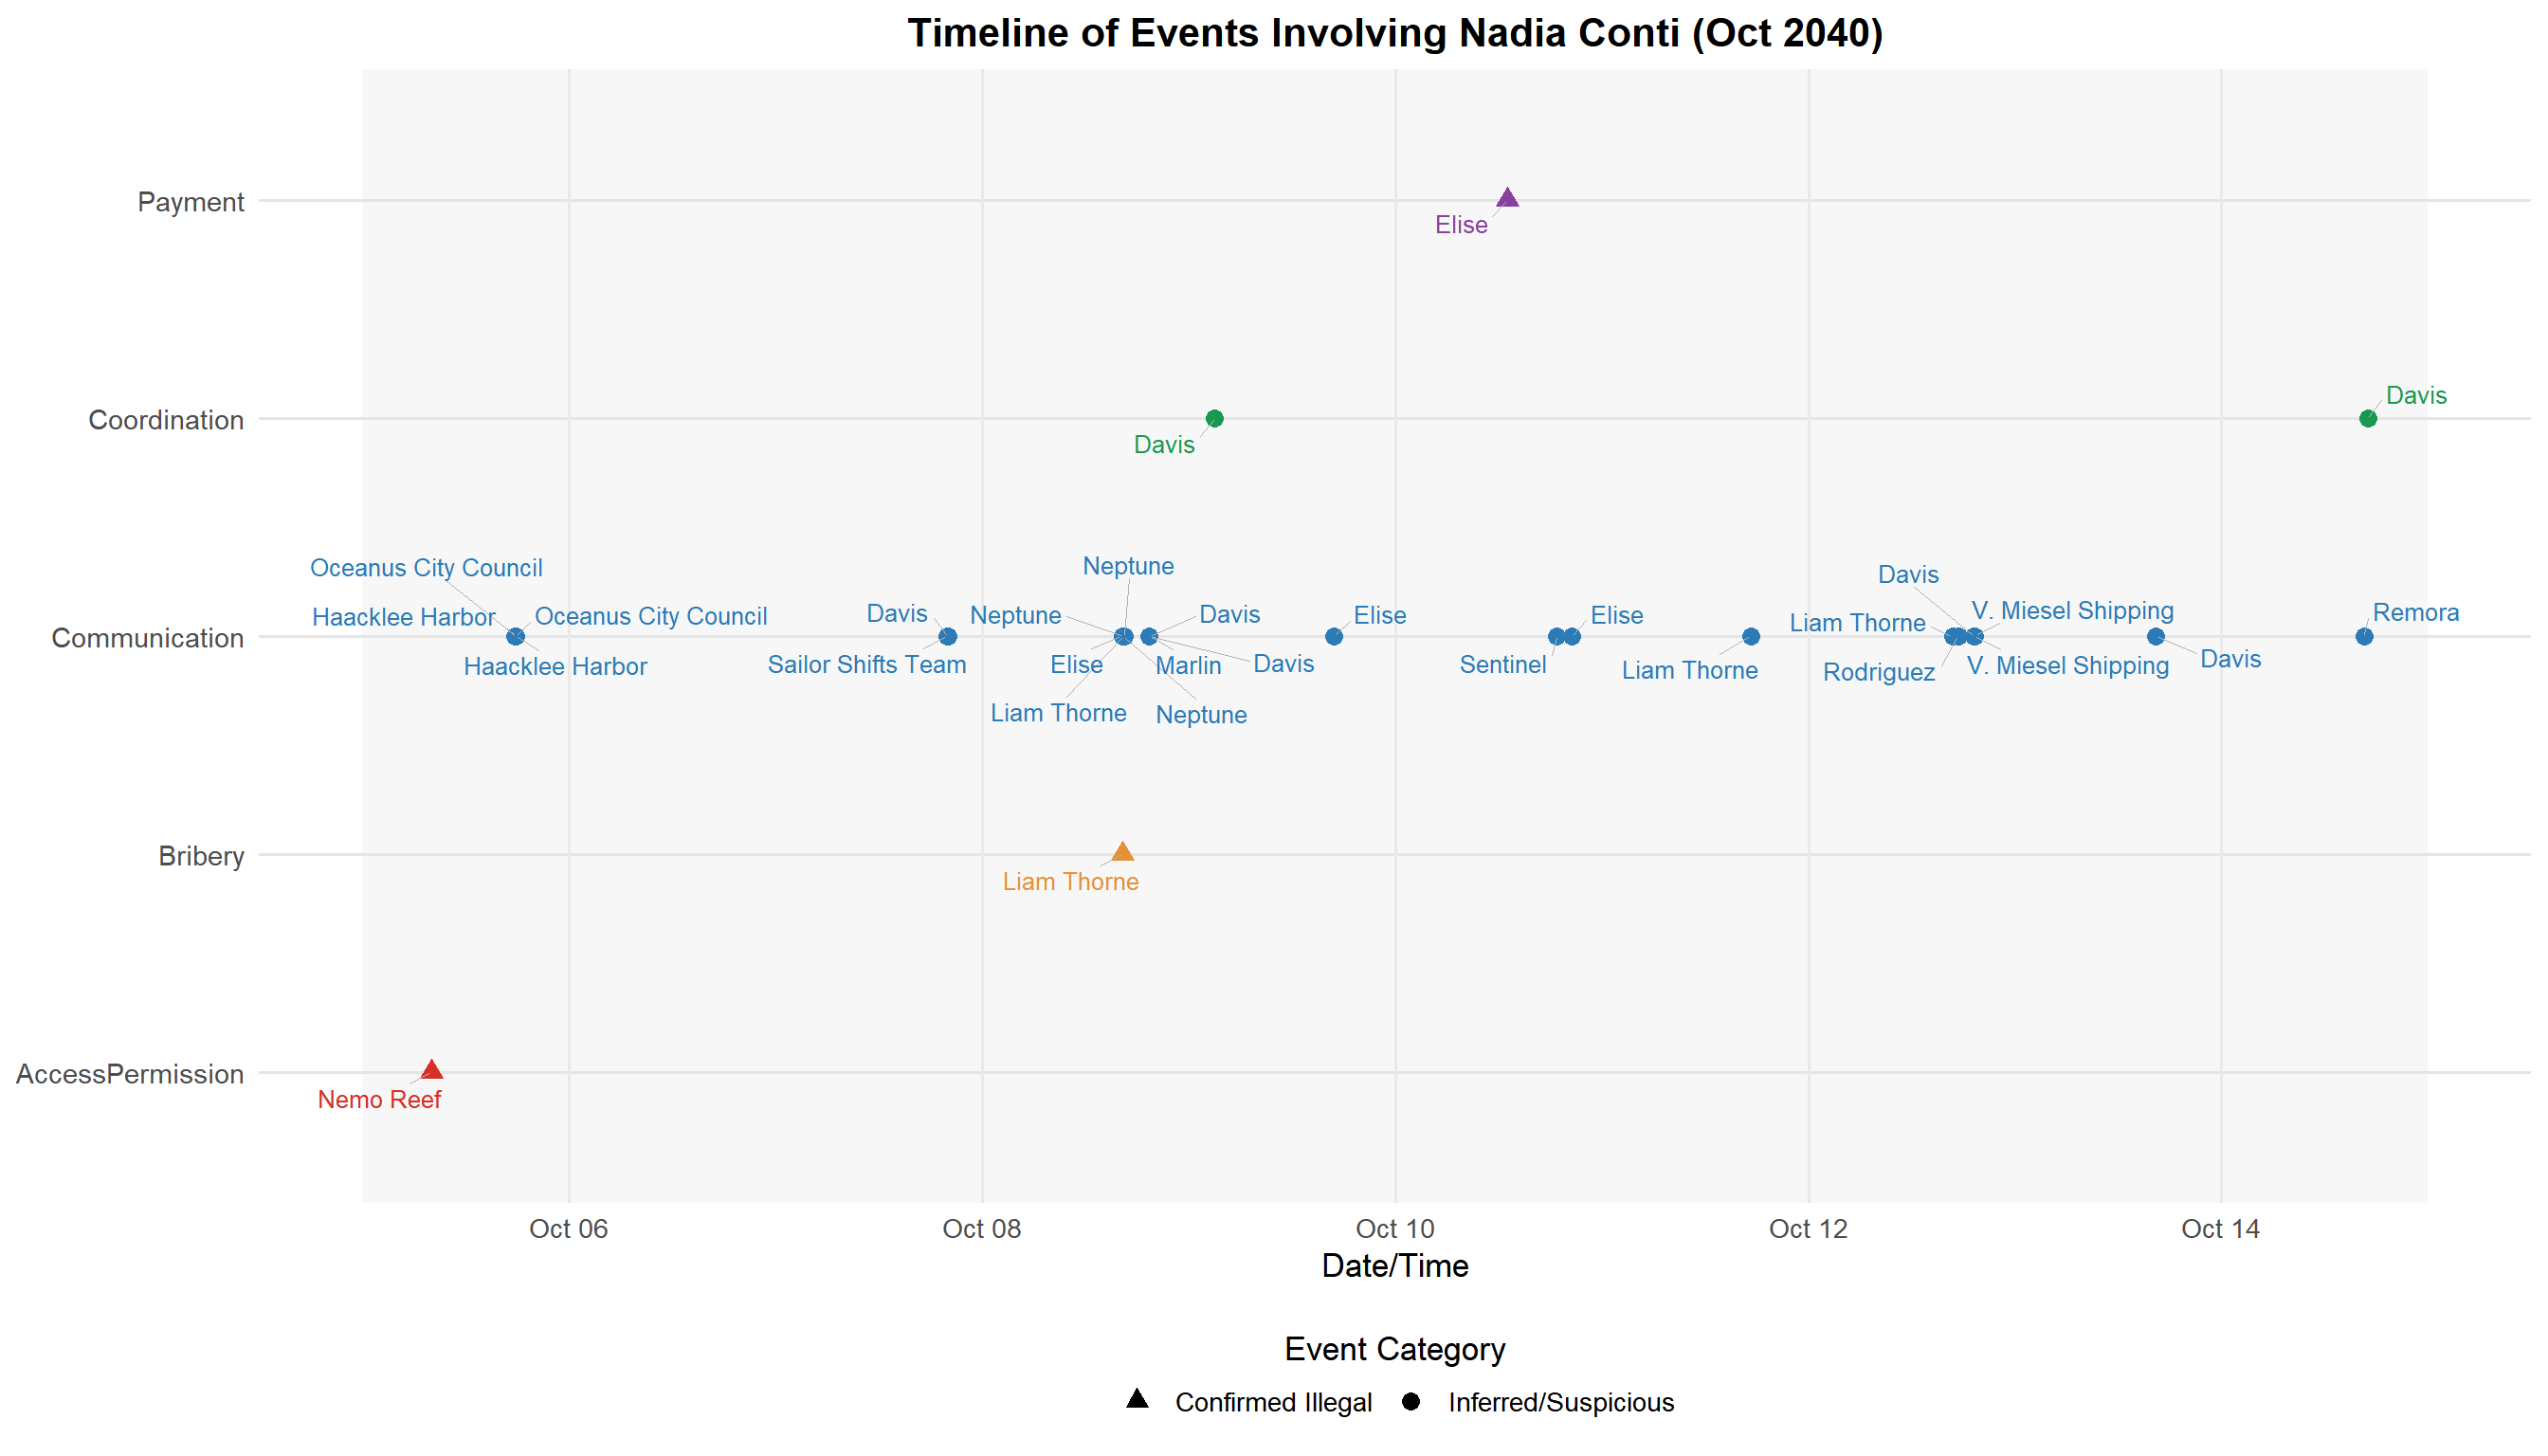 Timeline of Events Involving Nadia Conti (Oct 2040)
Payment
Elise
Coordination
Davis
Davis
Communication
Oceanus City Council
Haacklee Harbor
Oceanus City Council
Haacklee Harbor
Davis
Sailor Shifts Team
Neptune
Neptune
Davis
Elise
Marlin
Davis
Liam Thorne
Neptune
Elise
Sentinel
Elise
Liam Thorne
Davis
Liam Thorne
V. Miesel Shipping
Rodriguez
V. Miesel Shipping
Davis
Remora
Bribery
Liam Thorne
AccessPermission
Nemo Reef
Oct 06
Oct 08
Oct 10
Oct 12
Oct 14
Date/Time
Event Category
Confirmed Illegal
Inferred/Suspicious